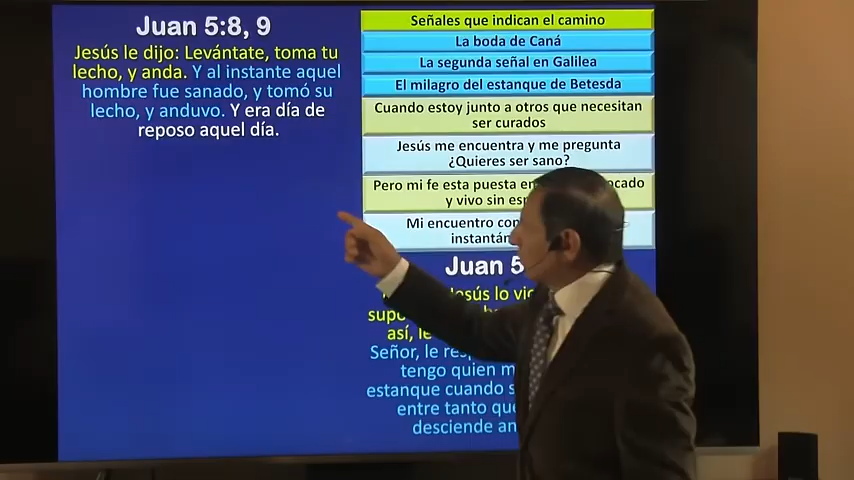 Juan 5:8, 9
Jesús le dijo: Levántate, toma tu
lecho, y anda. Y al instante aquel
hombre fue sanado, y tomó su
lecho, y anduvo. Y era día de
reposo aquel día.
Señales que indican el camino
La boda de Caná
La segunda señal en Galilea
El milagro del estanque de Betesda
Cuando estoy junto a otros que necesitan
ser curados
Jesús me encuentra y me pregunta
¿Quieres ser sano?
Pero mi fe esta puesta en
y vivo sin
Mi encuentro
Juan 5
Jesús lo
así,
Señor, le
tengo quien
estanque cuando
entre tanto
desciende